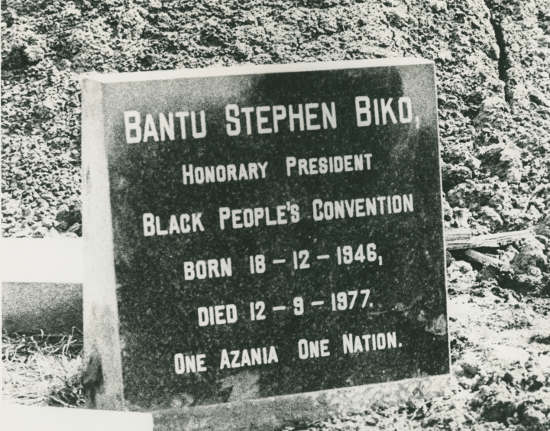 BANTU STEPHEN BIKO,
HONORARY PRESIDENT
BLACK PEOPLE'S CONVENTION
BORN 18 - 12 - 1946,
DIED 12 - 9 - 1977.
ONE AZANIA ONE NATION.